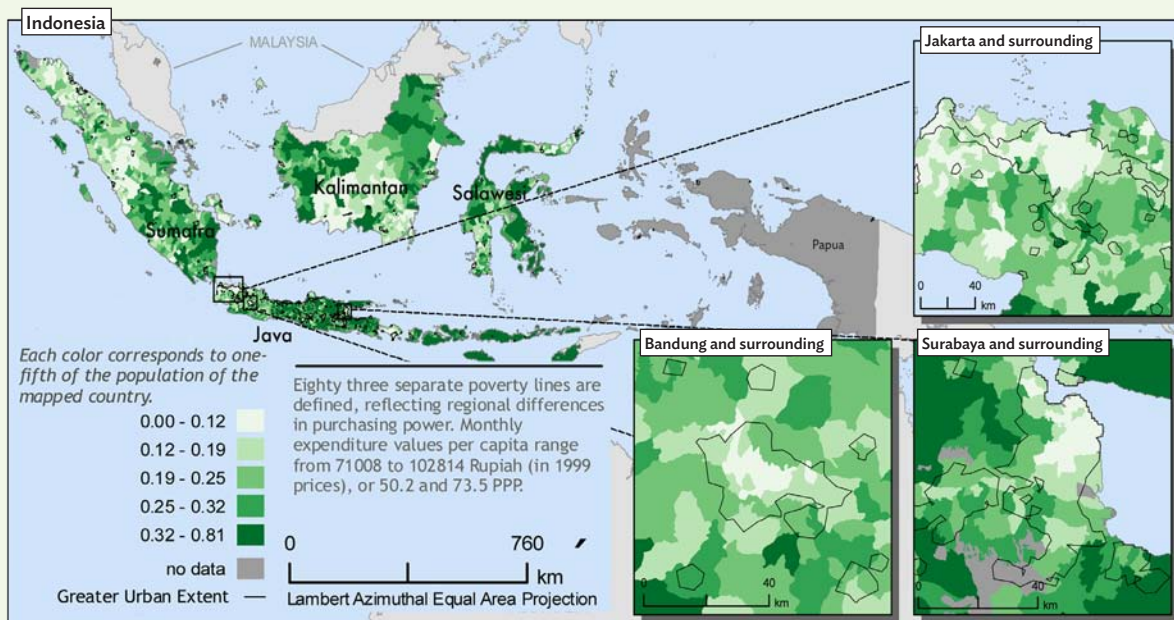 Indonesia
MALAYSIA
Kalimantan
Salawesi
Sumatra
Papua
Java
Each color corresponds to one-
fifth of the population of the
mapped country.
0.00 - 0.12
0.12 - 0.19
0.19 - 0.25
0.25 - 0.32
0.32 - 0.81
no data
Greater Urban Extent
Eighty three separate poverty lines are
defined, reflecting regional differences
in purchasing power. Monthly
expenditure values per capita range
from 71008 to 102814 Rupiah (in 1999
prices), or 50.2 and 73.5 PPP.
0 760
km
Lambert Azimuthal Equal Area Projection
Jakarta and surrounding
0 40
km
Bandung and surrounding
0 40
km
Surabaya and surrounding
0 40
km